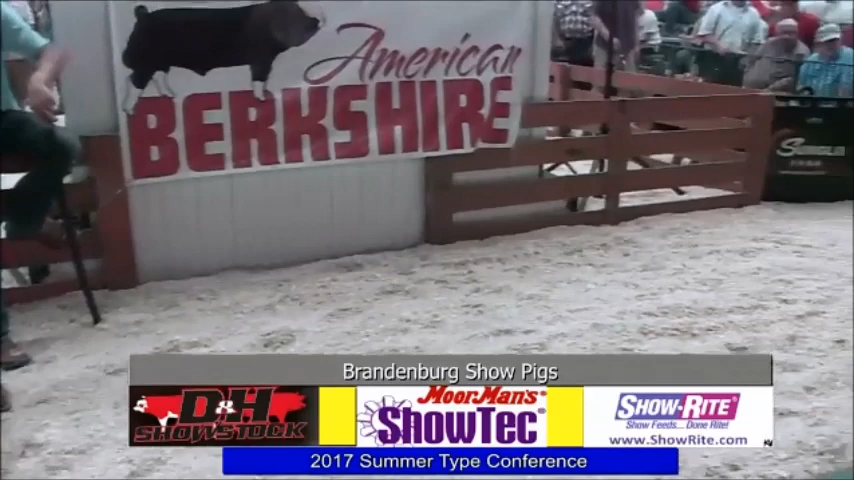 American
BERKSHIRE
Brandenburg Show Pigs
D&H
SHOWSTOCK
MoorMan's
ShowTec
SHOW-RITE
Show Feeds... Done Rite!
www.ShowRite.com
2017 Summer Type Conference